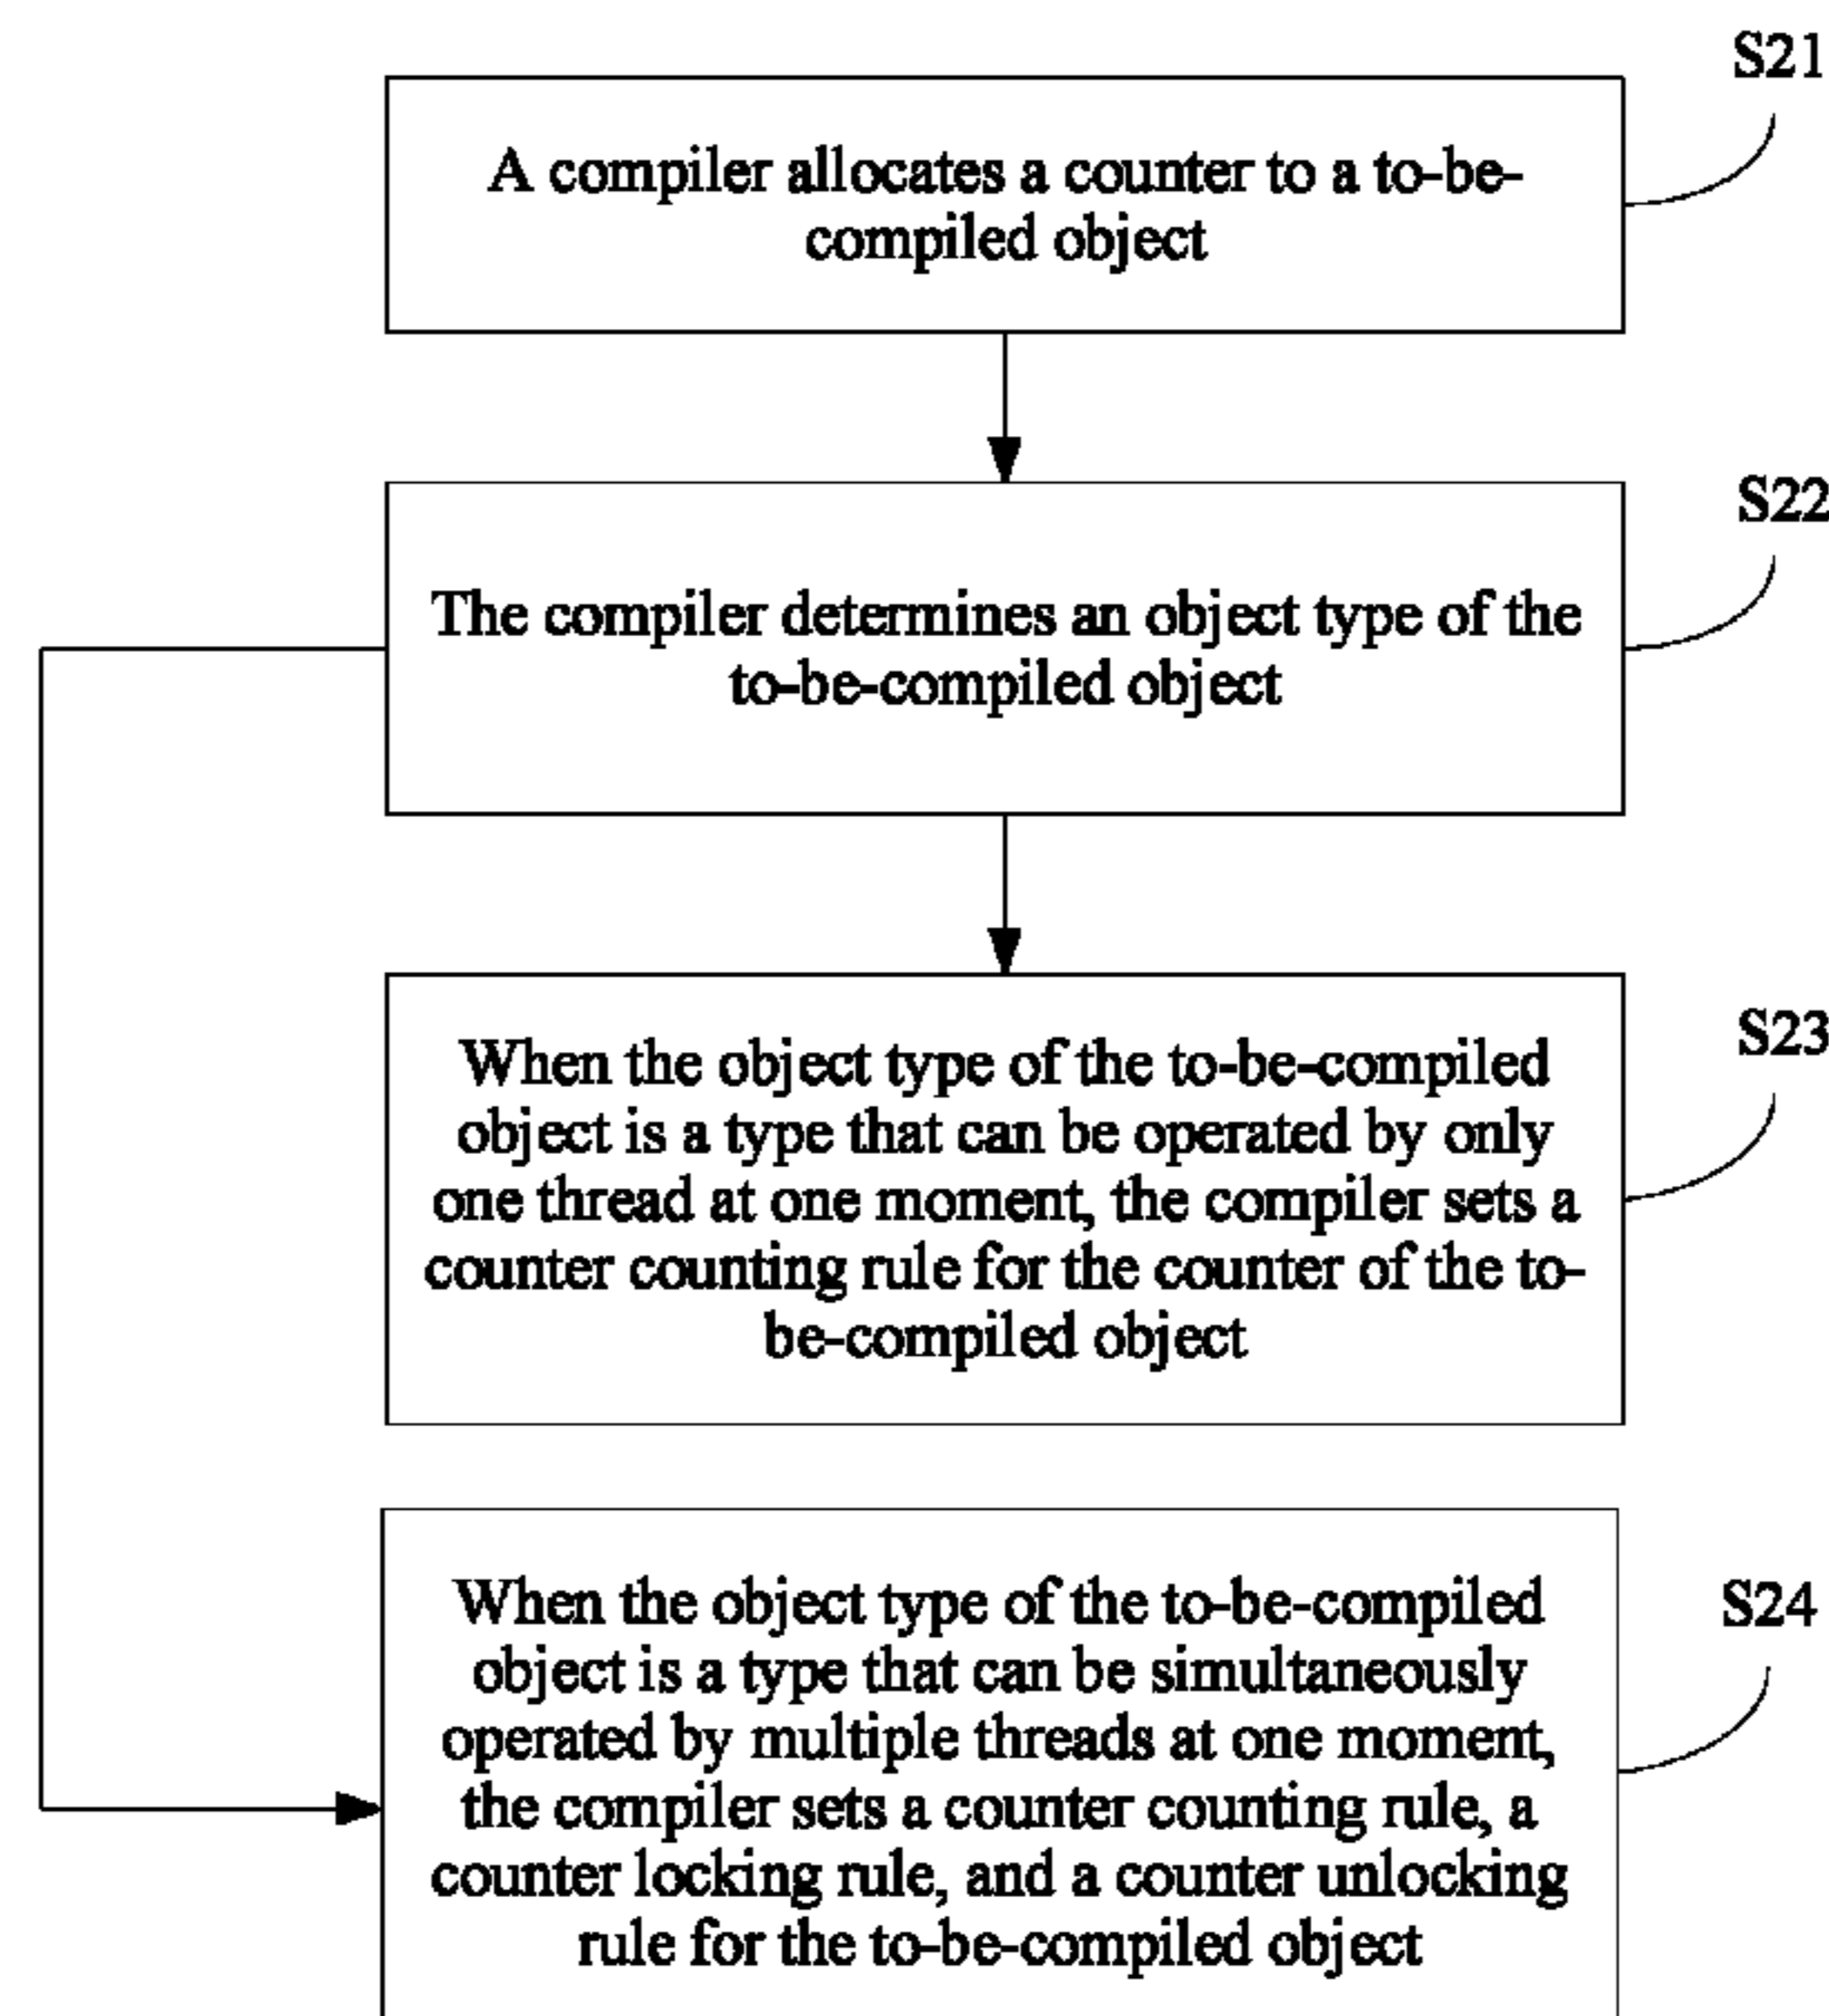 S21
A compiler allocates a counter to a to-be-
compiled object
S22
The compiler determines an object type of the
to-be-compiled object
S23
When the object type of the to-be-compiled
object is a type that can be operated by only
one thread at one moment, the compiler sets a
counter counting rule for the counter of the to-
be-compiled object
S24
When the object type of the to-be-compiled
object is a type that can be simultaneously
operated by multiple threads at one moment,
the compiler sets a counter counting rule, a
counter locking rule, and a counter unlocking
rule for the to-be-compiled object